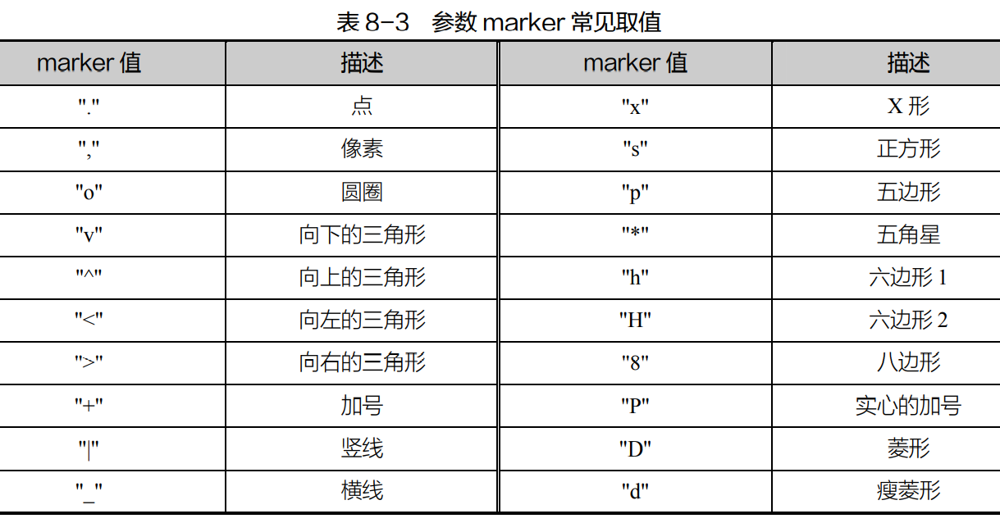 表 8-3 参数 marker 常见取值
marker 值 描述 marker 值 描述
"." 点 "x" X 形
"," 像素 "s" 正方形
"o" 圆圈 "p" 五边形
"v" 向下的三角形 "*" 五角星
"^" 向上的三角形 "h" 六边形 1
"<" 向左的三角形 "H" 六边形 2
">" 向右的三角形 "8" 八边形
"+" 加号 "P" 实心的加号
"|" 竖线 "D" 菱形
"_" 横线 "d" 瘦菱形